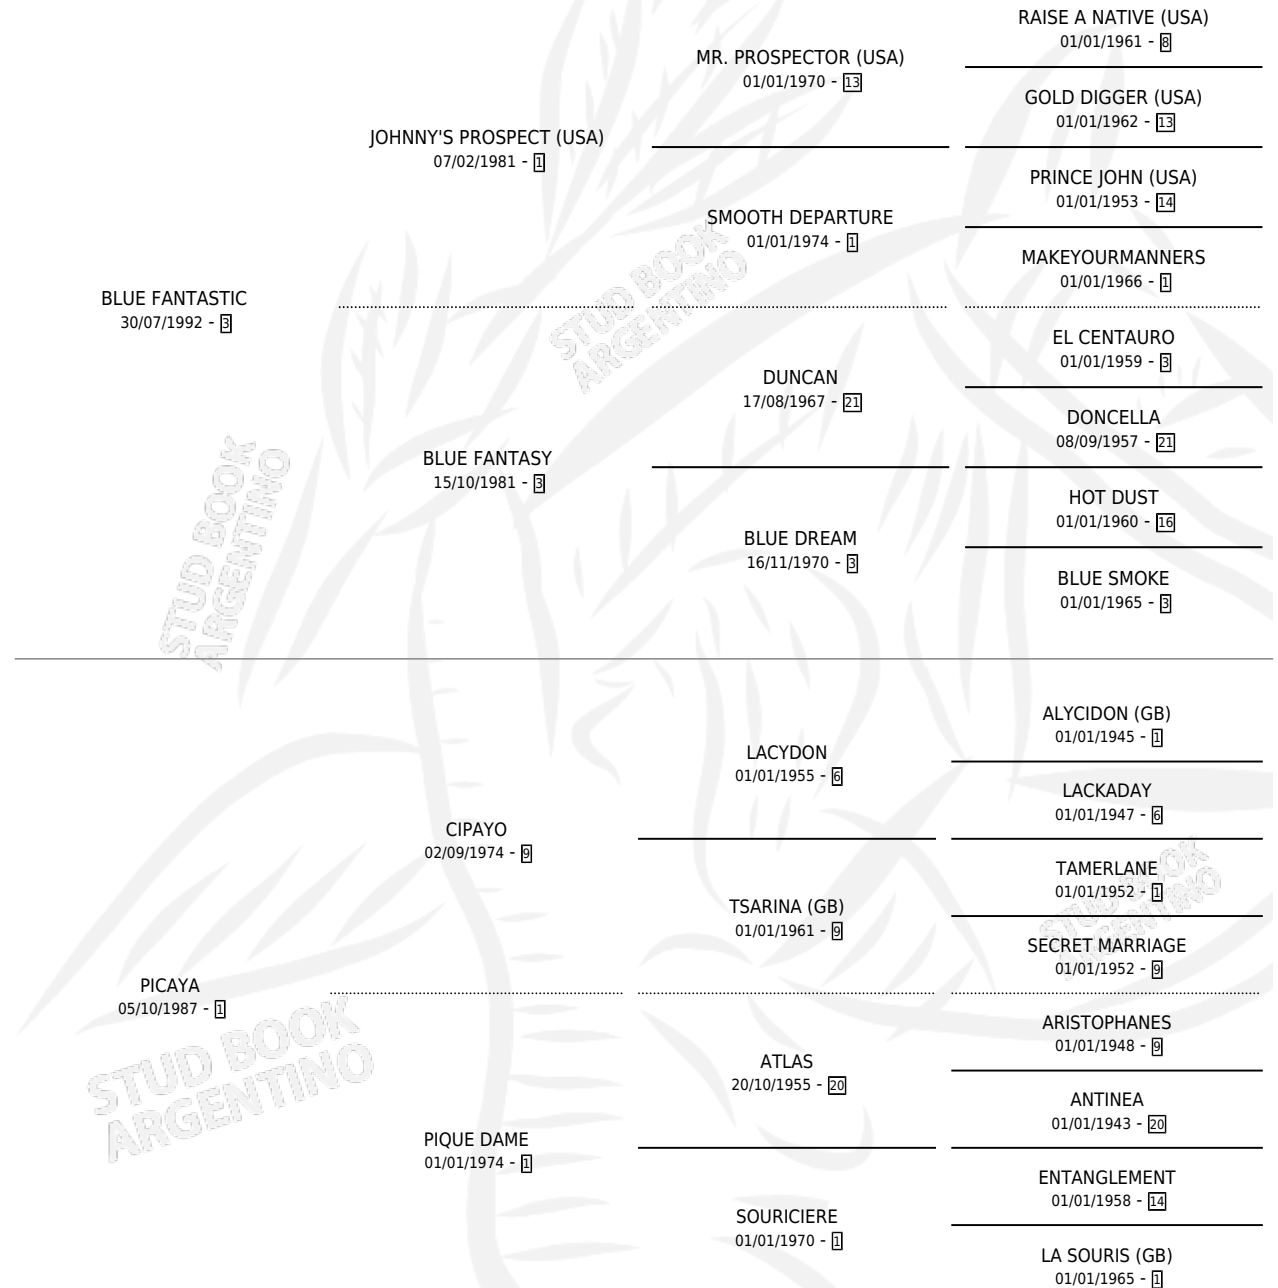 RAISE A NATIVE (USA)
01/01/1961 - 8
MR. PROSPECTOR (USA)
01/01/1970 - 13
GOLD DIGGER (USA)
01/01/1962 - 13
JOHNNY'S PROSPECT (USA)
07/02/1981 - 1
PRINCE JOHN (USA)
01/01/1953 - 14
SMOOTH DEPARTURE
01/01/1974 - 1
MAKEYOURMANNERS
01/01/1966 - 1
BLUE FANTASTIC
30/07/1992 - 3
EL CENTAURO
01/01/1959 - 3
DUNCAN
17/08/1967 - 21
DONCELLA
08/09/1957 - 21
BLUE FANTASY
15/10/1981 - 3
HOT DUST
01/01/1960 - 16
BLUE DREAM
16/11/1970 - 3
BLUE SMOKE
01/01/1965 - 3
STUD BOOK
ARGENTINO
STUD BOOK
ARGENTINO
ALYCIDON (GB)
01/01/1945 - 1
LACYDON
01/01/1955 - 6
LACKADAY
01/01/1947 - 6
CIPAYO
02/09/1974 - 9
TAMERLANE
01/01/1952 - 1
TSARINA (GB)
01/01/1961 - 9
SECRET MARRIAGE
01/01/1952 - 9
STUD BOOK
ARGENTINO
PICAYA
05/10/1987 - 1
ARISTOPHANES
01/01/1948 - 9
ATLAS
20/10/1955 - 20
ANTINEA
01/01/1943 - 20
PIQUE DAME
01/01/1974 - 1
ENTANGLEMENT
01/01/1958 - 14
SOURICIERE
01/01/1970 - 1
LA SOURIS (GB)
01/01/1965 - 1
STUD BOOK
ARGENTINO